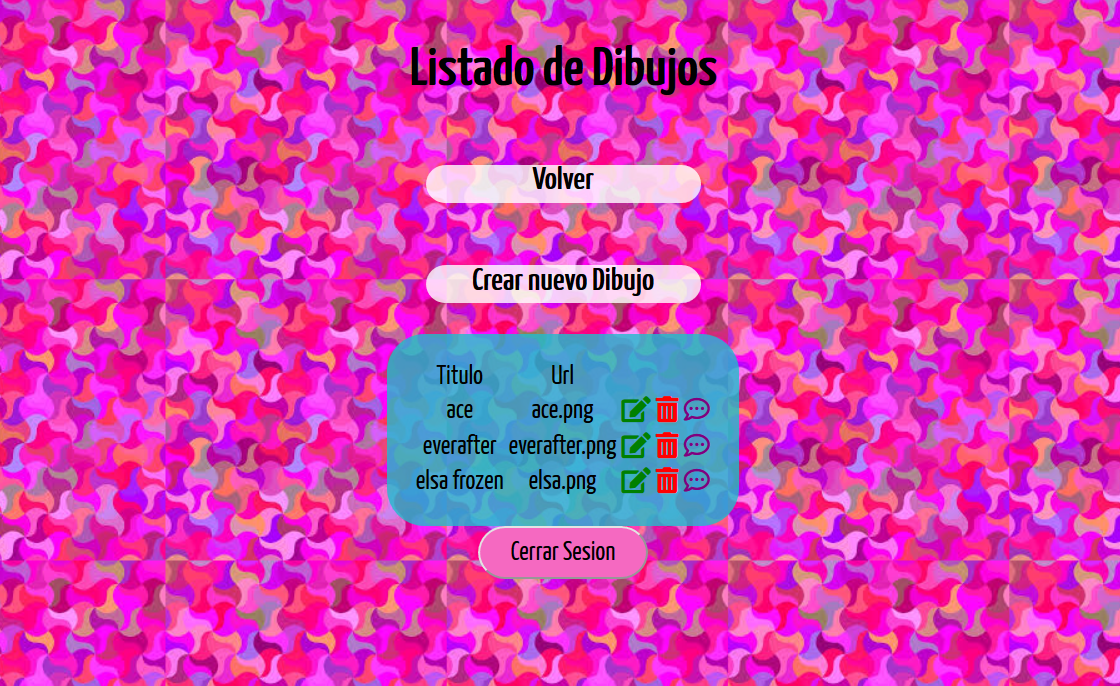 Listado de Dibujos
Volver
Crear nuevo Dibujo
Titulo Url
ace ace.png
everafter everafter.png
elsa frozen elsa.png
Cerrar Sesion